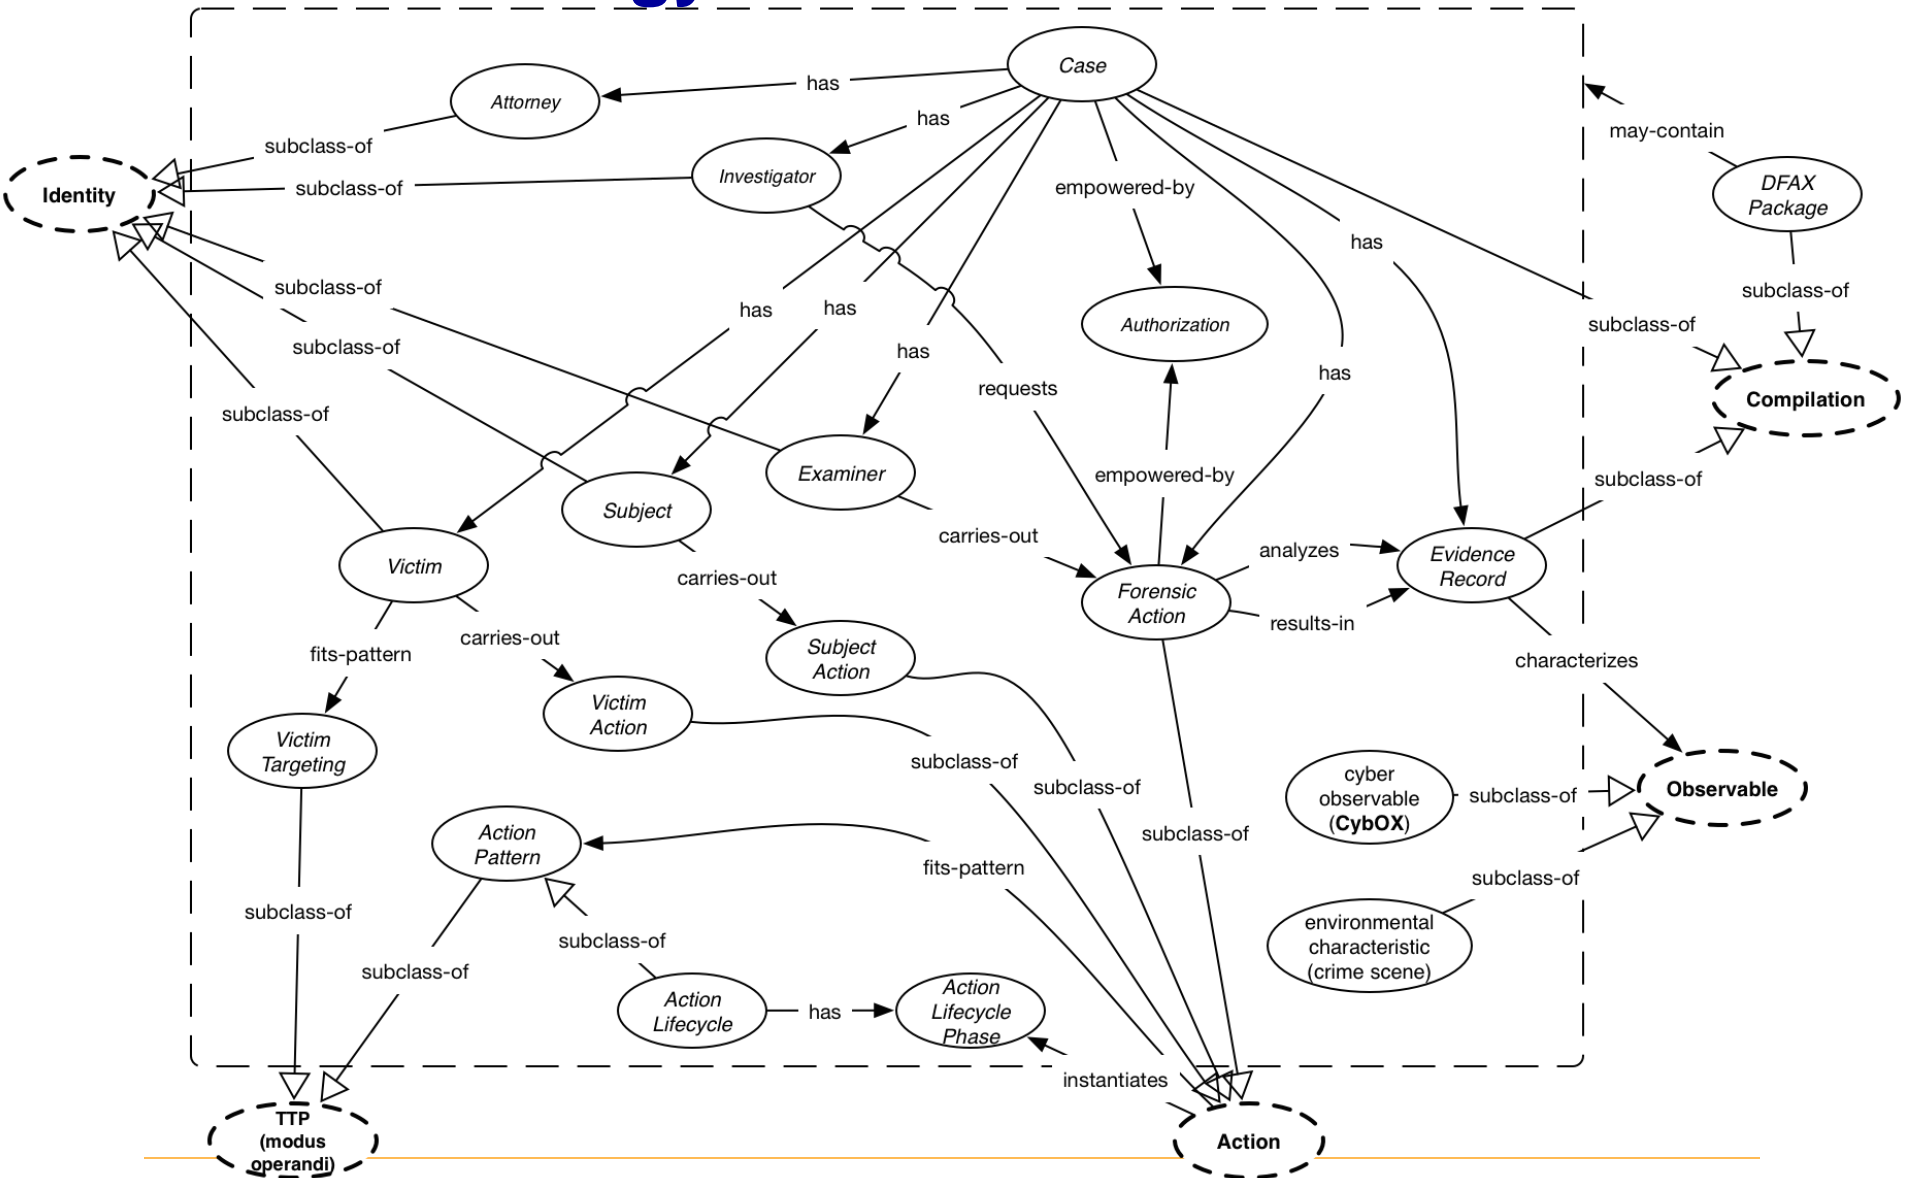 Case
has
Attorney
has
may-contain
subclass-of
Investigator
DFAX
Package
subclass-of
Identity
empowered-by
has
subclass-of
subclass-of
has
has
Authorization
subclass-of
subclass-of
has
has
requests
Compilation
subclass-of
Examiner
empowered-by
subclass-of
Subject
carries-out
analyzes
Evidence
Record
Victim
carries-out
Forensic
Action
results-in
carries-out
fits-pattern
Subject
Action
characterizes
Victim
Action
Victim
Targeting
subclass-of
subclass-of
cyber
observable
(CybOX)
subclass-of
Observable
Action
Pattern
subclass-of
fits-pattern
subclass-of
subclass-of
environmental
characteristic
(crime scene)
subclass-of
subclass-of
Action
Lifecycle
has
Action
Lifecycle
Phase
instantiates
TTP
(modus
operandi)
Action